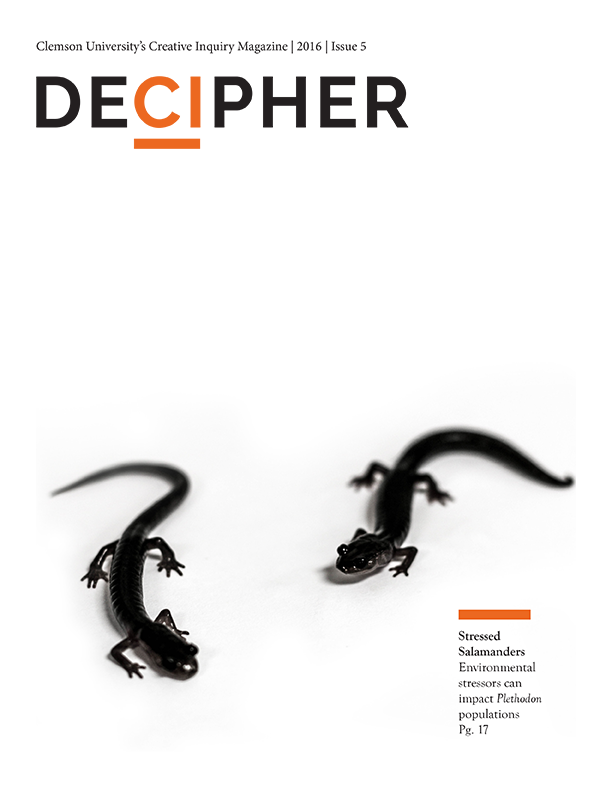 Clemson University's Creative Inquiry Magazine | 2016 | Issue 5
DECIPHER
Stressed
Salamanders
Environmental
stressors can
impact Plethodon
populations
Pg. 17